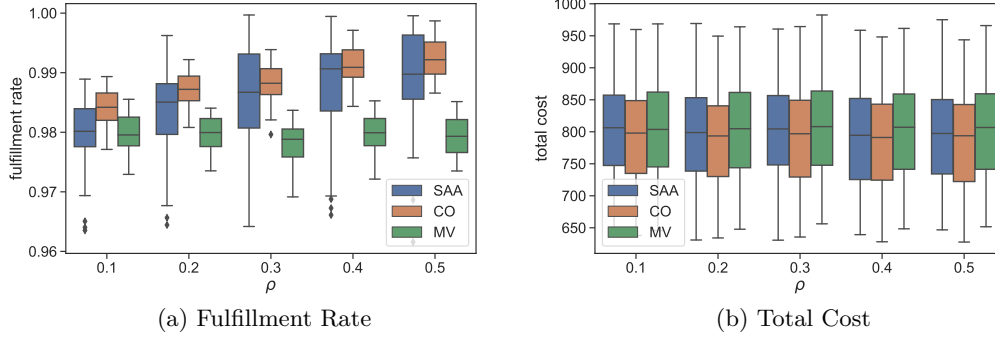 1.00
0.99
0.98
0.97
0.96
fulfillment rate
SAA
CO
MV
0.1 0.2 0.3 0.4 0.5
ρ
(a) Fulfillment Rate
1000
950
900
850
800
750
700
650
total cost
SAA
CO
MV
0.1 0.2 0.3 0.4 0.5
ρ
(b) Total Cost